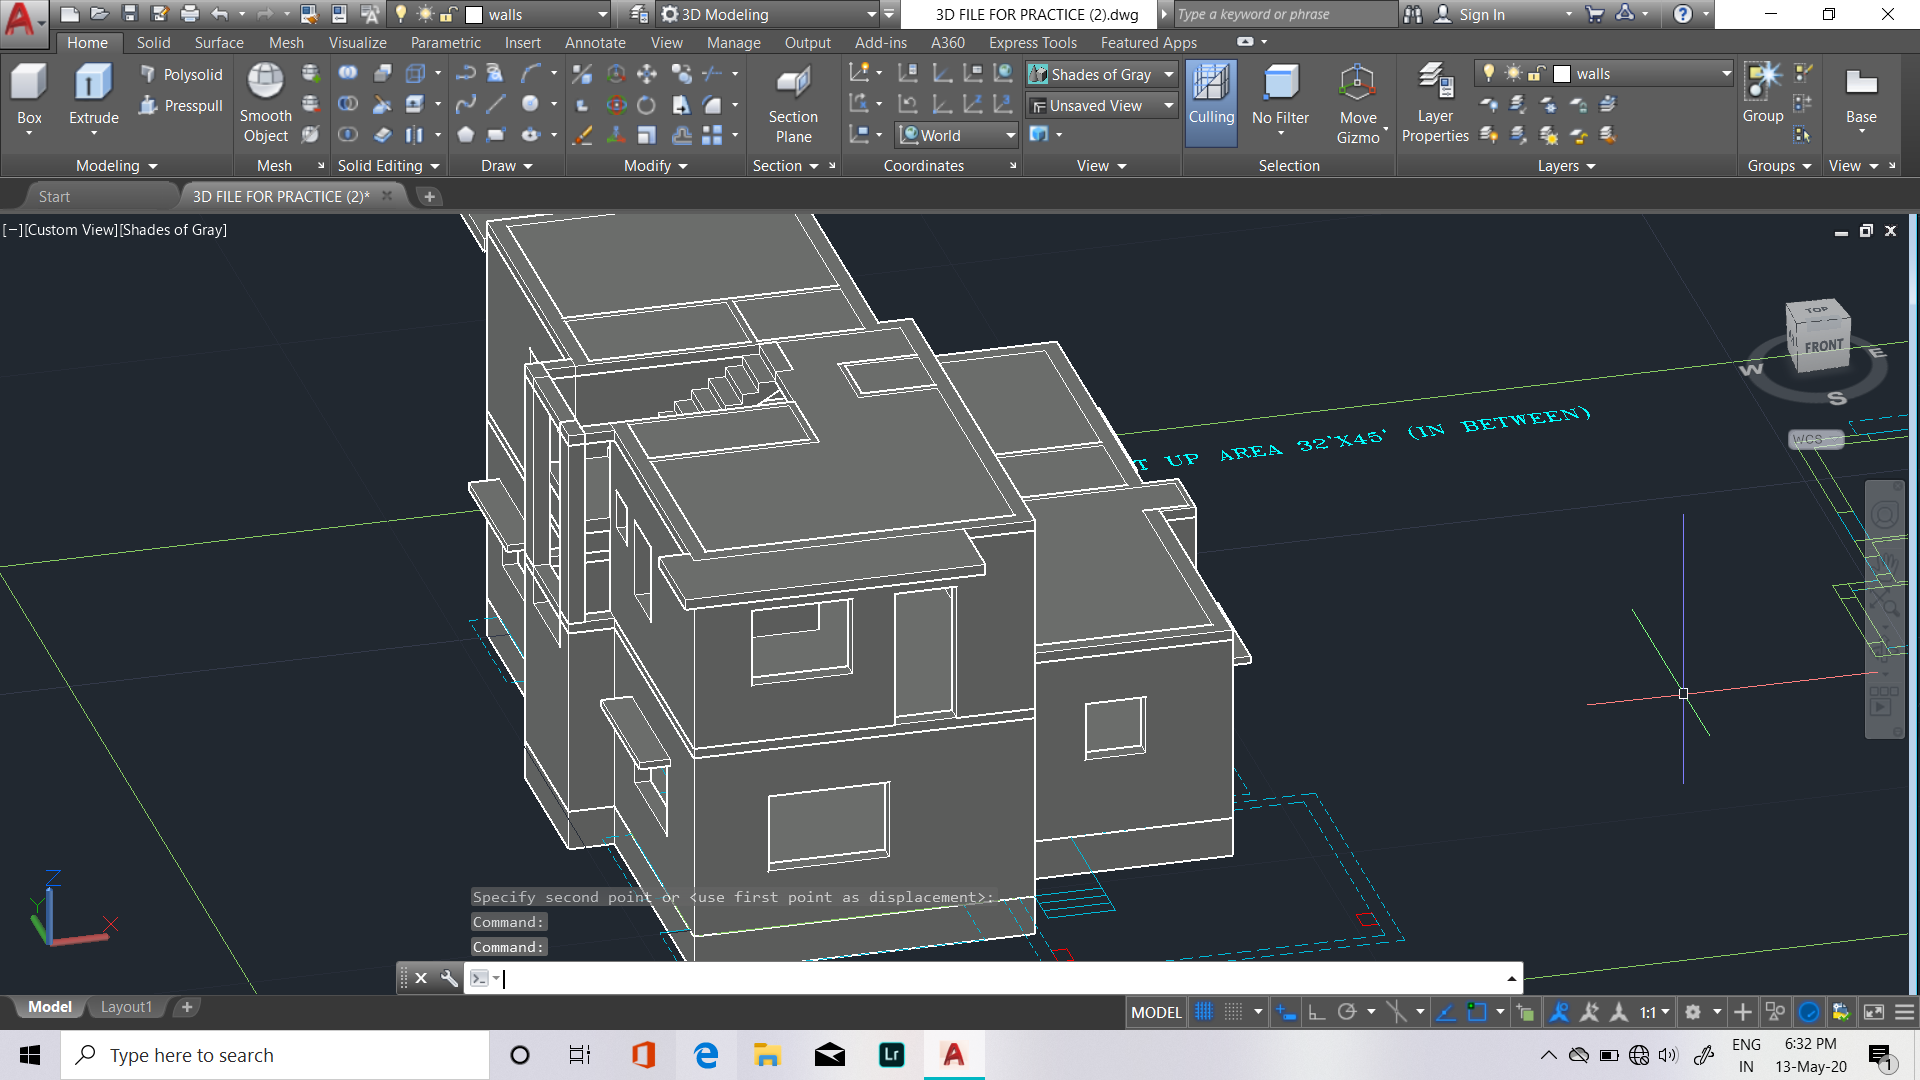 walls
3D Modeling
3D FILE FOR PRACTICE (2).dwg
Type a keyword or phrase
Sign In
Home
Solid
Surface
Mesh
Visualize
Parametric
Insert
Annotate
View
Manage
Output
Add-ins
A360
Express Tools
Featured Apps
Box
Extrude
Polysolid
Presspull
Smooth
Object
Section
Plane
World
Shades of Gray
Unsaved View
Culling
No Filter
Move
Gizmo
Layer
Properties
walls
Group
Base
Modeling
Mesh
Solid Editing
Draw
Modify
Section
Coordinates
View
Selection
Layers
Groups
View
Start
3D FILE FOR PRACTICE (2)*
[−][Custom View][Shades of Gray]
TOP
FRONT
W
E
S
WCS
T UP AREA 32'X45' (IN BETWEEN)
Z
Y
X
Specify second point or <use first point as displacement>:
Command:
Command:
Model
Layout1
MODEL
1:1
Type here to search
Lr
ENG
IN
6:32 PM
13-May-20
1